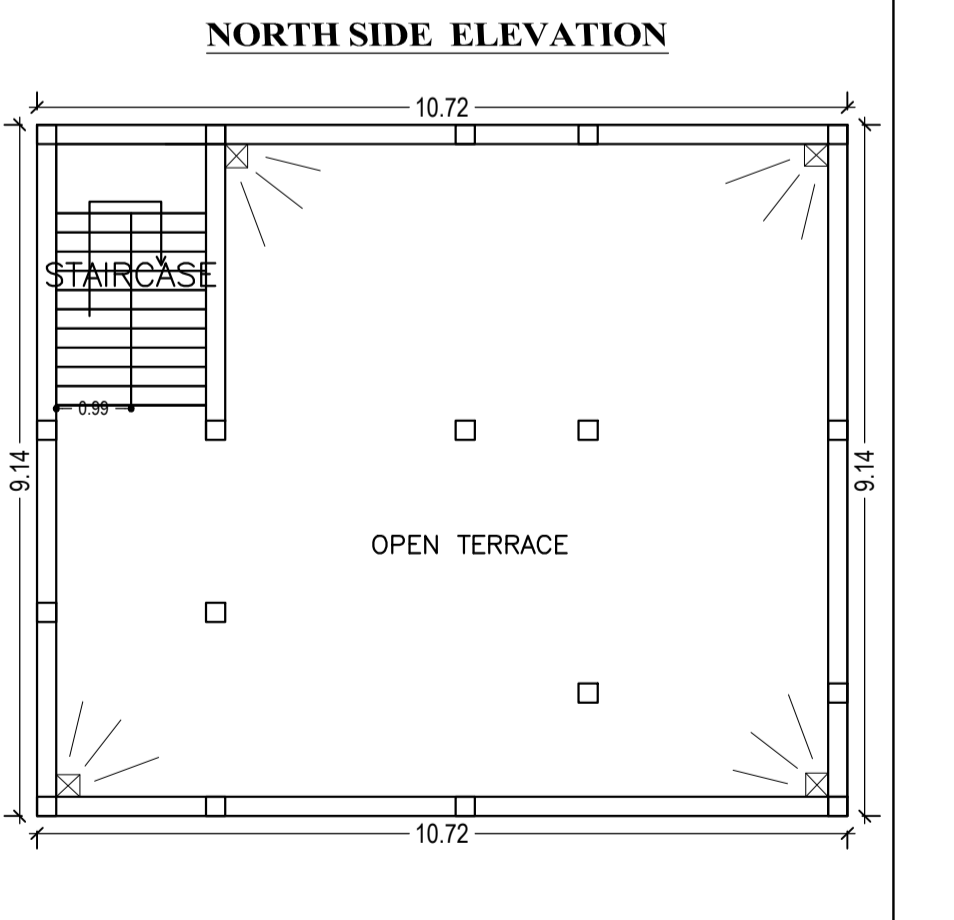 NORTH SIDE ELEVATION
10.72
STAIRCASE
0.99
9.14
9.14
OPEN TERRACE
10.72